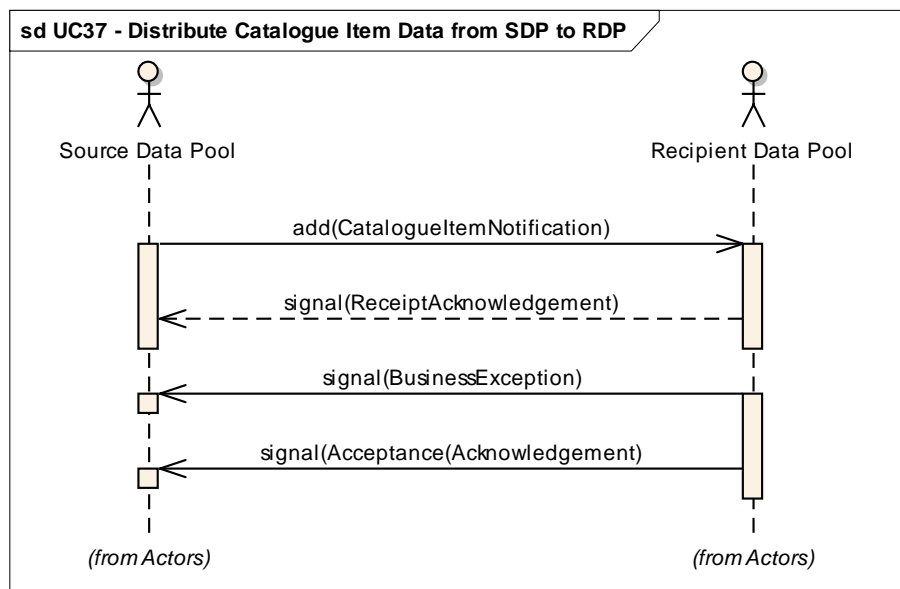 sd UC37 - Distribute Catalogue Item Data from SDP to RDP
Source Data Pool
Recipient Data Pool
add(CatalogueItemNotification)
signal(ReceiptAcknowledgement)
signal(BusinessException)
signal(Acceptance(Acknowledgement)
(from Actors)
(from Actors)